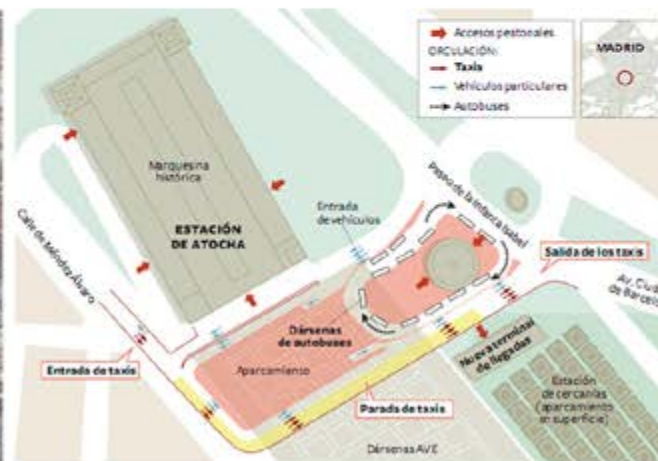 Accesos peatonales
CIRCULACIÓN:
Taxis
Vehículos particulares
Autobuses
MADRID
Marquesina
histórica
ESTACIÓN
DE ATOCHA
Calle de Méndez Álvaro
Entrada
de vehículos
Paseo de la Infanta Isabel
Salida de los taxis
Av. Ciu
de Barcel
Dársenas
de autobuses
Nueva terminal
de llegadas
Entrada de taxis
Aparcamiento
Parada de taxis
Estación
de cercanías
(aparcamiento
en superficie)
Dársenas AVE